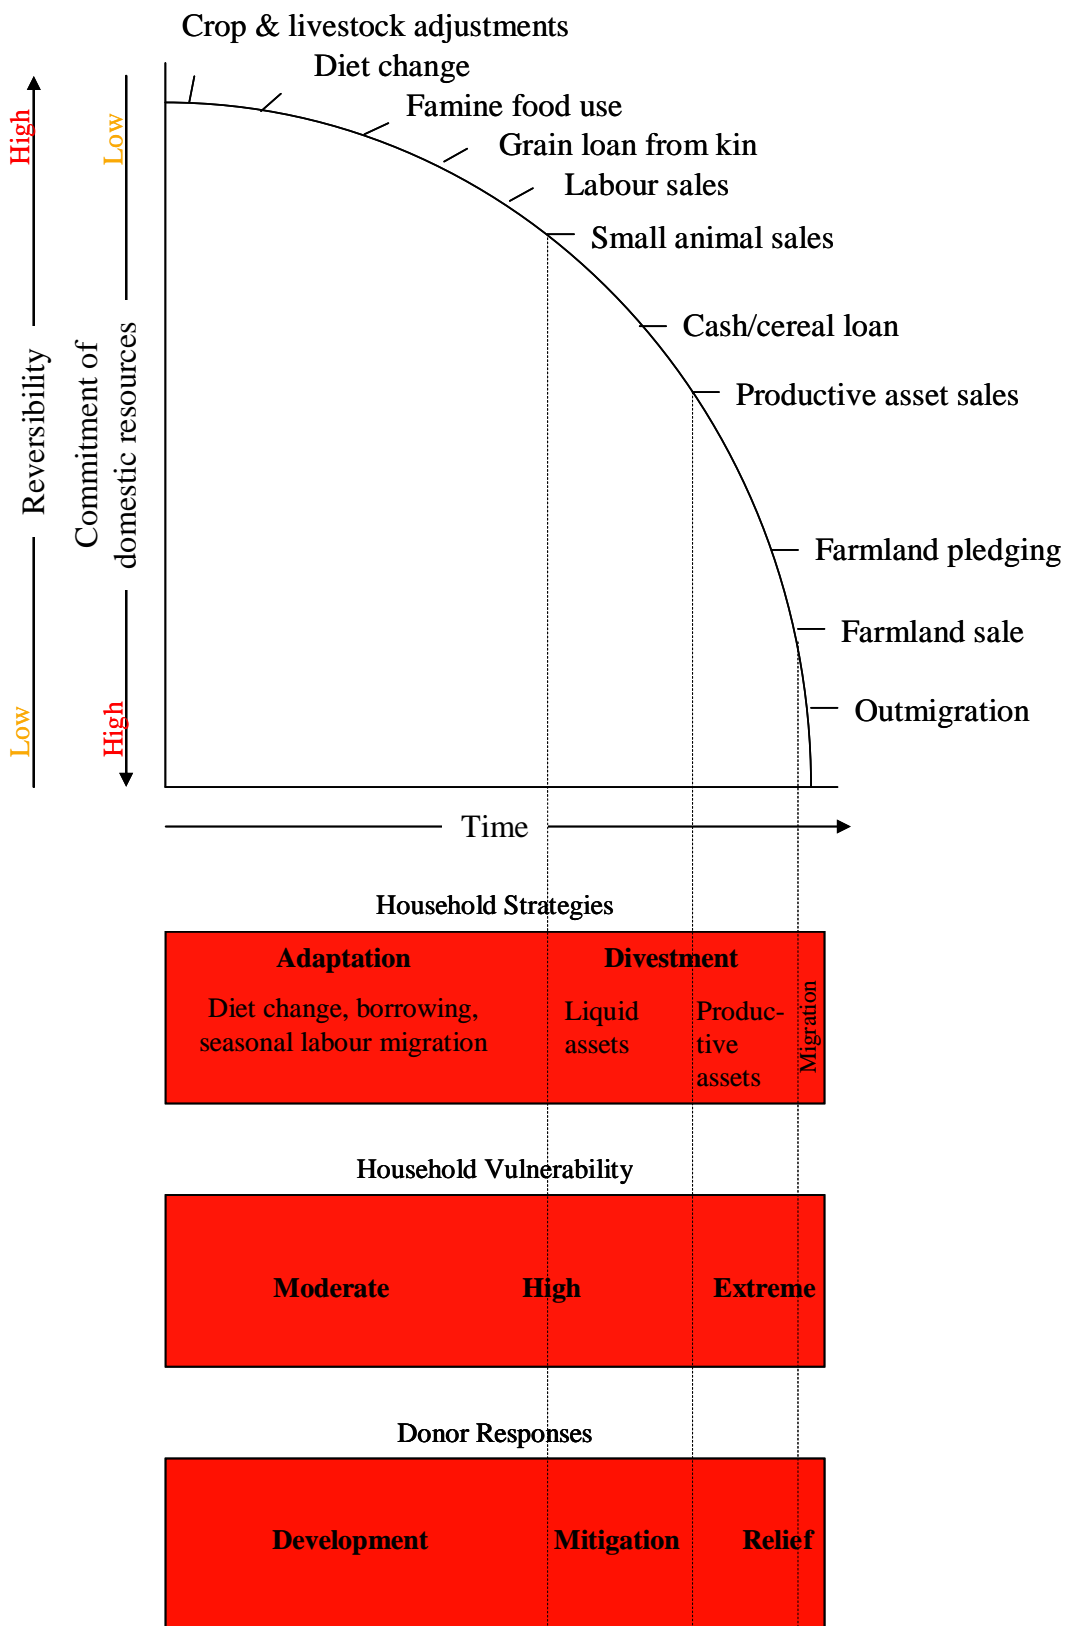 Crop & livestock adjustments
Diet change
Famine food use
Grain loan from kin
Labour sales
Small animal sales
Cash/cereal loan
Productive asset sales
Farmland pledging
Farmland sale
Outmigration
High
Reversibility
Low
Low
Commitment of
domestic resources
High
Time
Household Strategies
Adaptation
Diet change, borrowing,
seasonal labour migration
Divestment
Liquid
assets
Produc-
tive
assets
Migration
Household Vulnerability
Moderate
High
Extreme
Donor Responses
Development
Mitigation
Relief